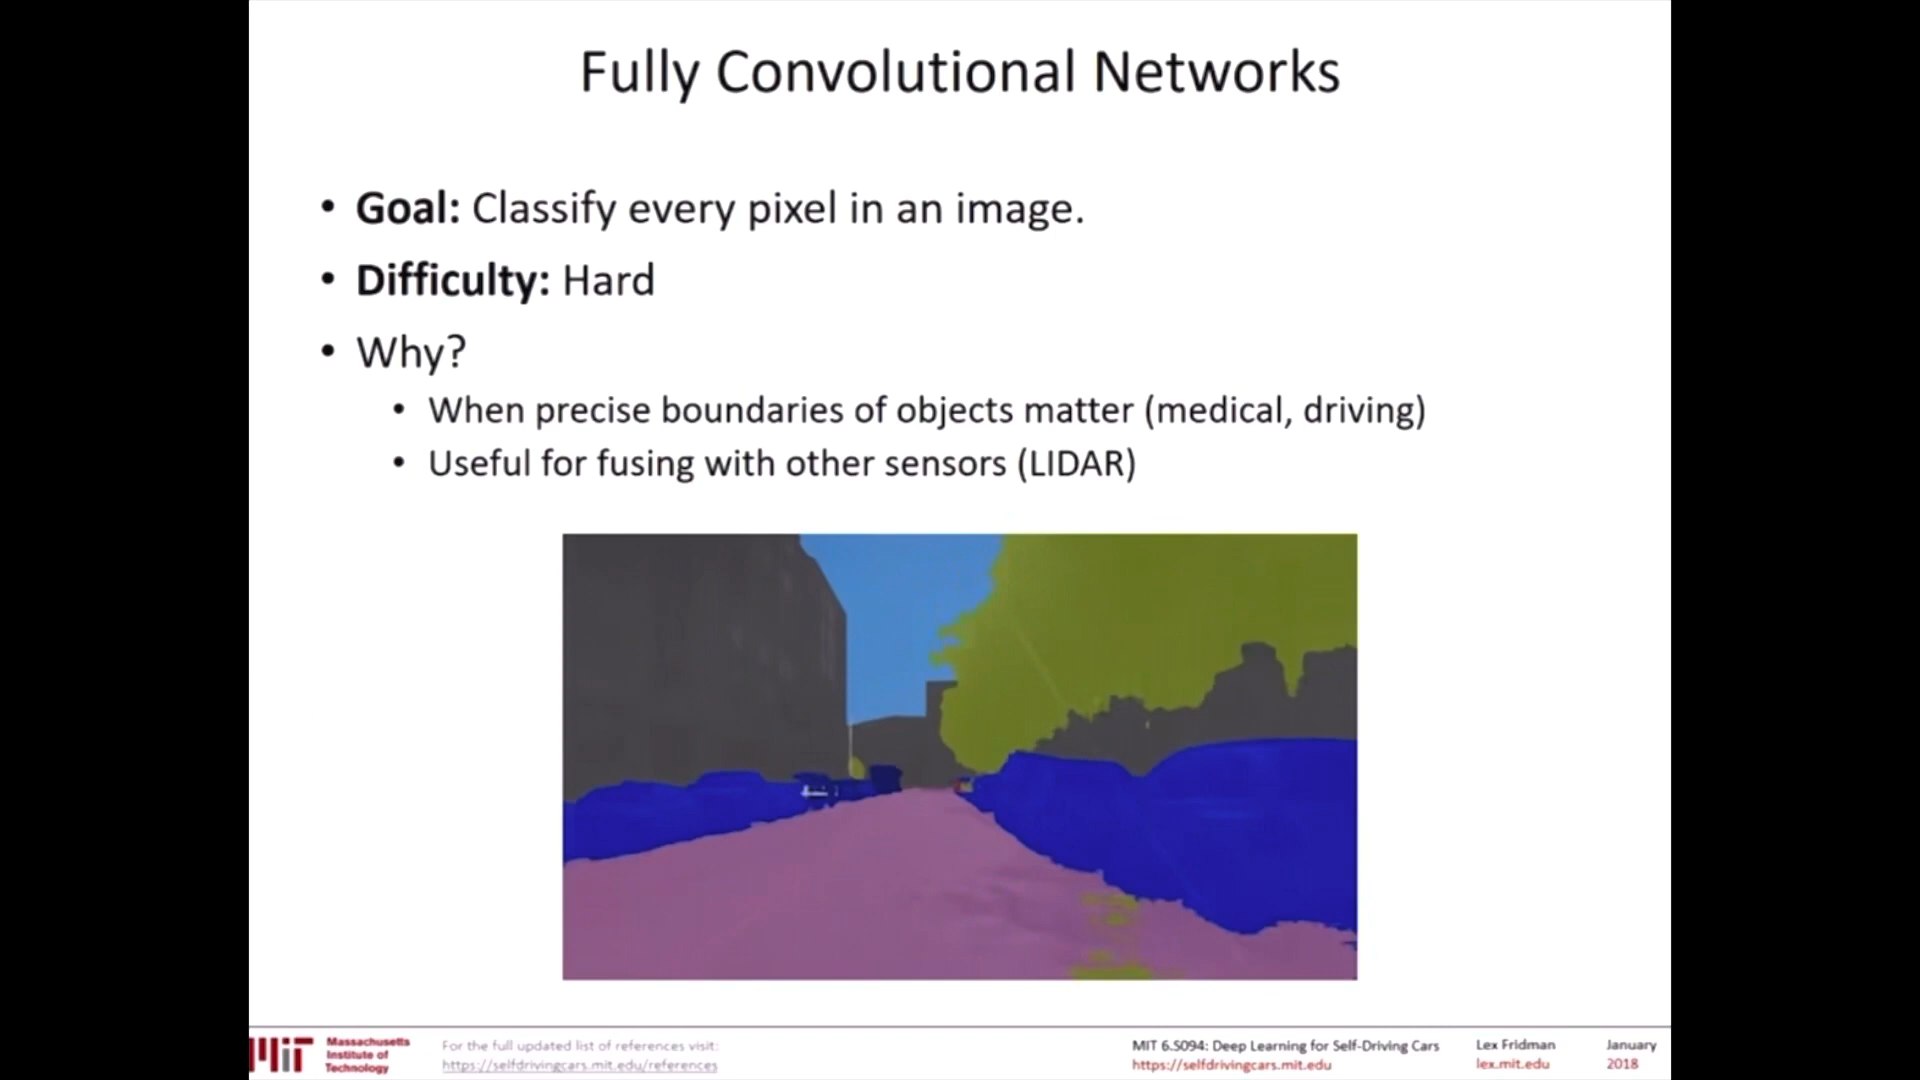 Fully Convolutional Networks
• Goal: Classify every pixel in an image.
• Difficulty: Hard
• Why?
• When precise boundaries of objects matter (medical, driving)
• Useful for fusing with other sensors (LIDAR)
MIT
Massachusetts
Institute of
Technology
For the full updated list of references visit:
https://selfdrivingcars.mit.edu/references
MIT 6.S094: Deep Learning for Self-Driving Cars
https://selfdrivingcars.mit.edu
Lex Fridman
lex.mit.edu
January
2018